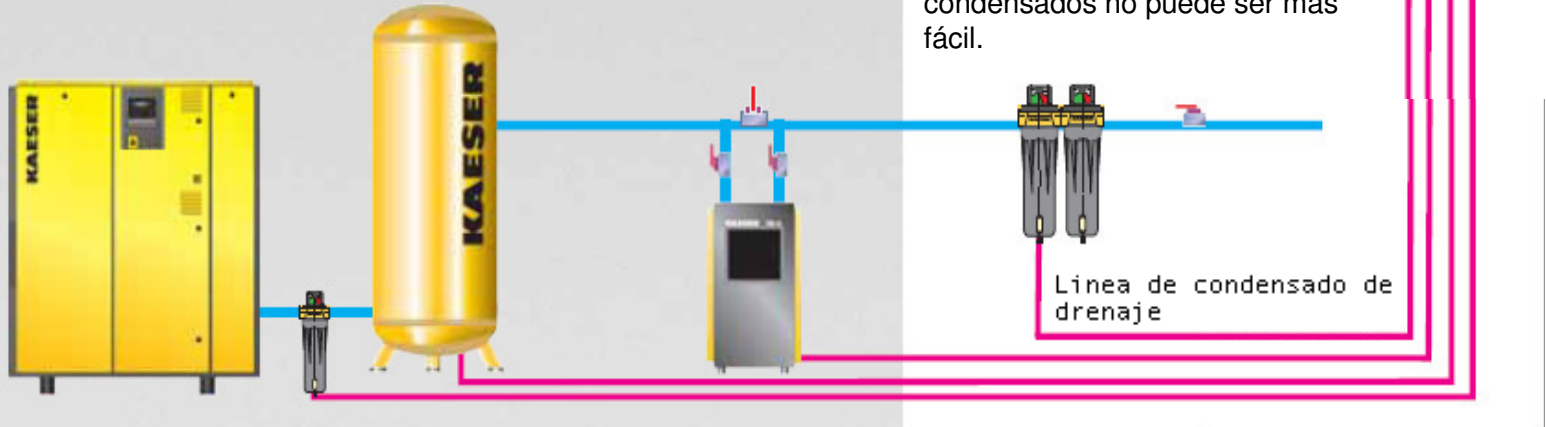 condensados no puede ser más
fácil.
KAESER
KAESER
Linea de condensado de
drenaje